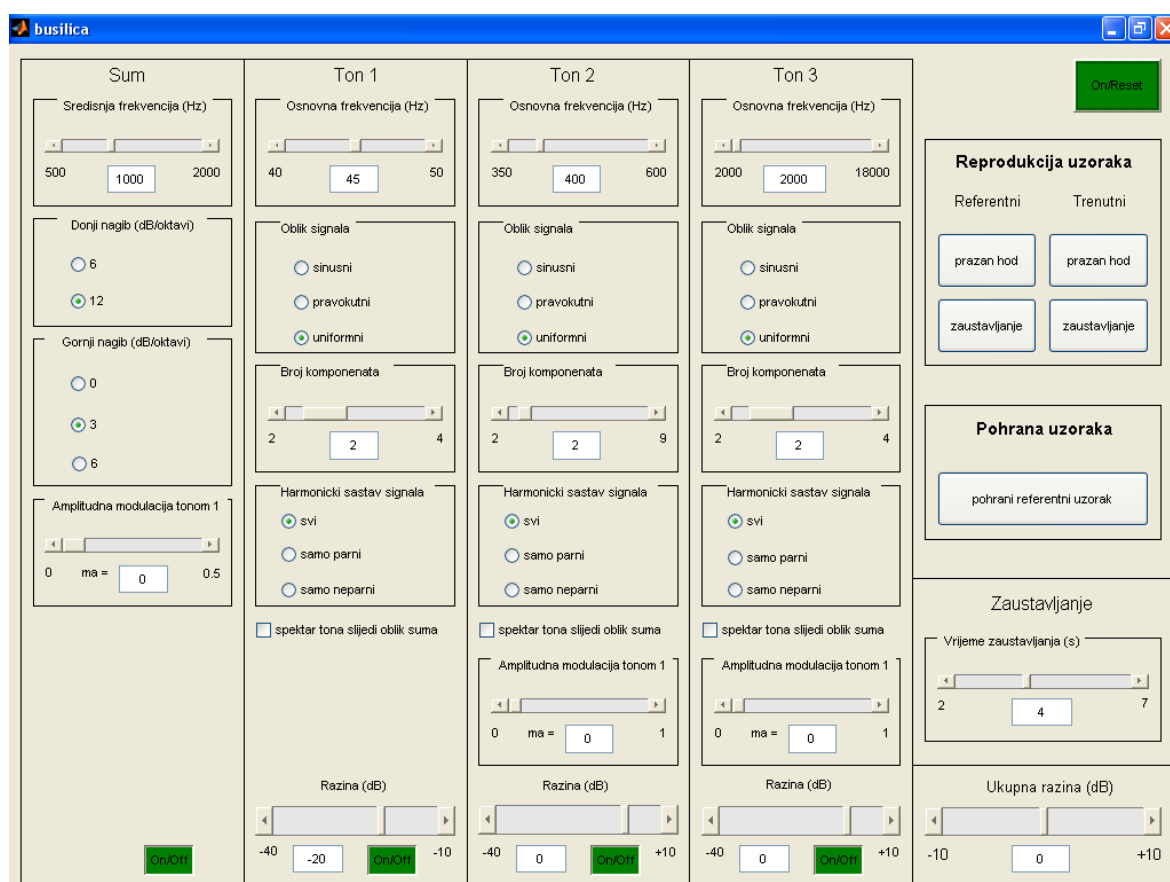 busilica
Sum
Sredisnja frekvencija (Hz)
500 1000 2000
Donji nagib (dB/oktavi)
6
12
Gornji nagib (dB/oktavi)
0
3
6
Amplitudna modulacija tonom 1
0 ma = 0 0.5
On/Off
Ton 1
Osnovna frekvencija (Hz)
40 45 50
Oblik signala
sinusni
pravokutni
uniformni
Broj komponenata
2 2 4
Harmonicki sastav signala
svi
samo parni
samo neparni
spektar tona slijedi oblik suma
Razina (dB)
-40 -20 On/Off -10
Ton 2
Osnovna frekvencija (Hz)
350 400 600
Oblik signala
sinusni
pravokutni
uniformni
Broj komponenata
2 2 9
Harmonicki sastav signala
svi
samo parni
samo neparni
spektar tona slijedi oblik suma
Amplitudna modulacija tonom 1
0 ma = 0 1
Razina (dB)
-40 0 On/Off +10
Ton 3
Osnovna frekvencija (Hz)
2000 2000 18000
Oblik signala
sinusni
pravokutni
uniformni
Broj komponenata
2 2 4
Harmonicki sastav signala
svi
samo parni
samo neparni
spektar tona slijedi oblik suma
Amplitudna modulacija tonom 1
0 ma = 0 1
Razina (dB)
-40 0 On/Off +10
On/Reset
Reprodukcija uzoraka
Referentni Trenutni
prazan hod prazan hod
zaustavljanje zaustavljanje
Pohrana uzoraka
pohrani referentni uzorak
Zaustavljanje
Vrijeme zaustavljanja (s)
2 4 7
Ukupna razina (dB)
-10 0 +10